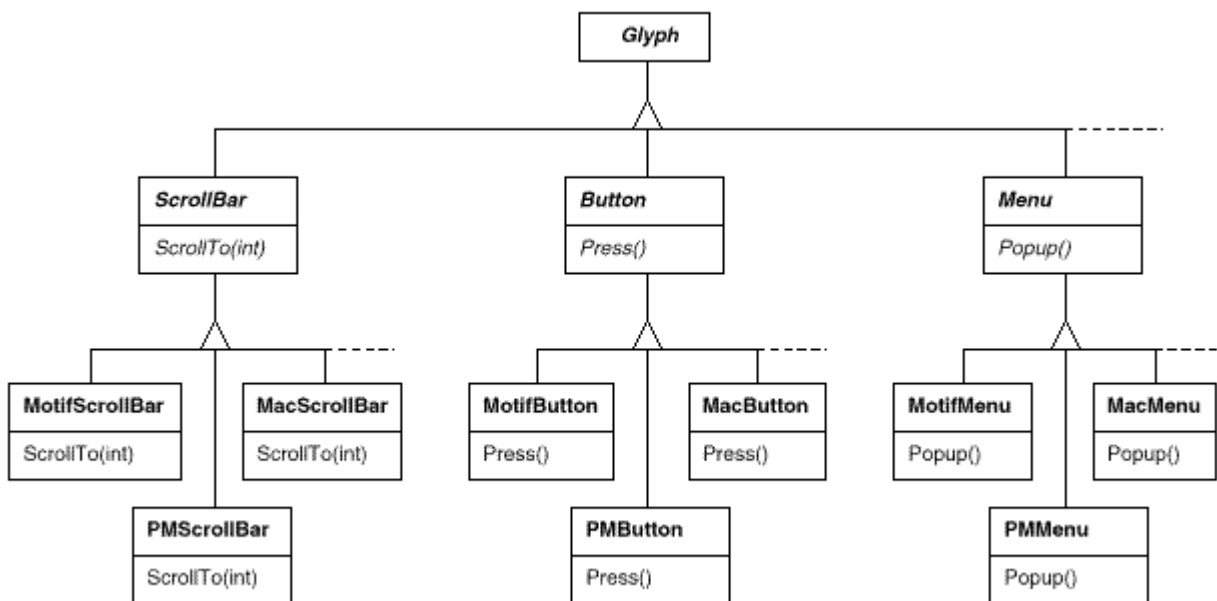 Glyph
ScrollBar
ScrollTo(int)
Button
Press()
Menu
Popup()
MotifScrollBar
ScrollTo(int)
MacScrollBar
ScrollTo(int)
MotifButton
Press()
MacButton
Press()
MotifMenu
Popup()
MacMenu
Popup()
PMScrollBar
ScrollTo(int)
PMButton
Press()
PMMenu
Popup()